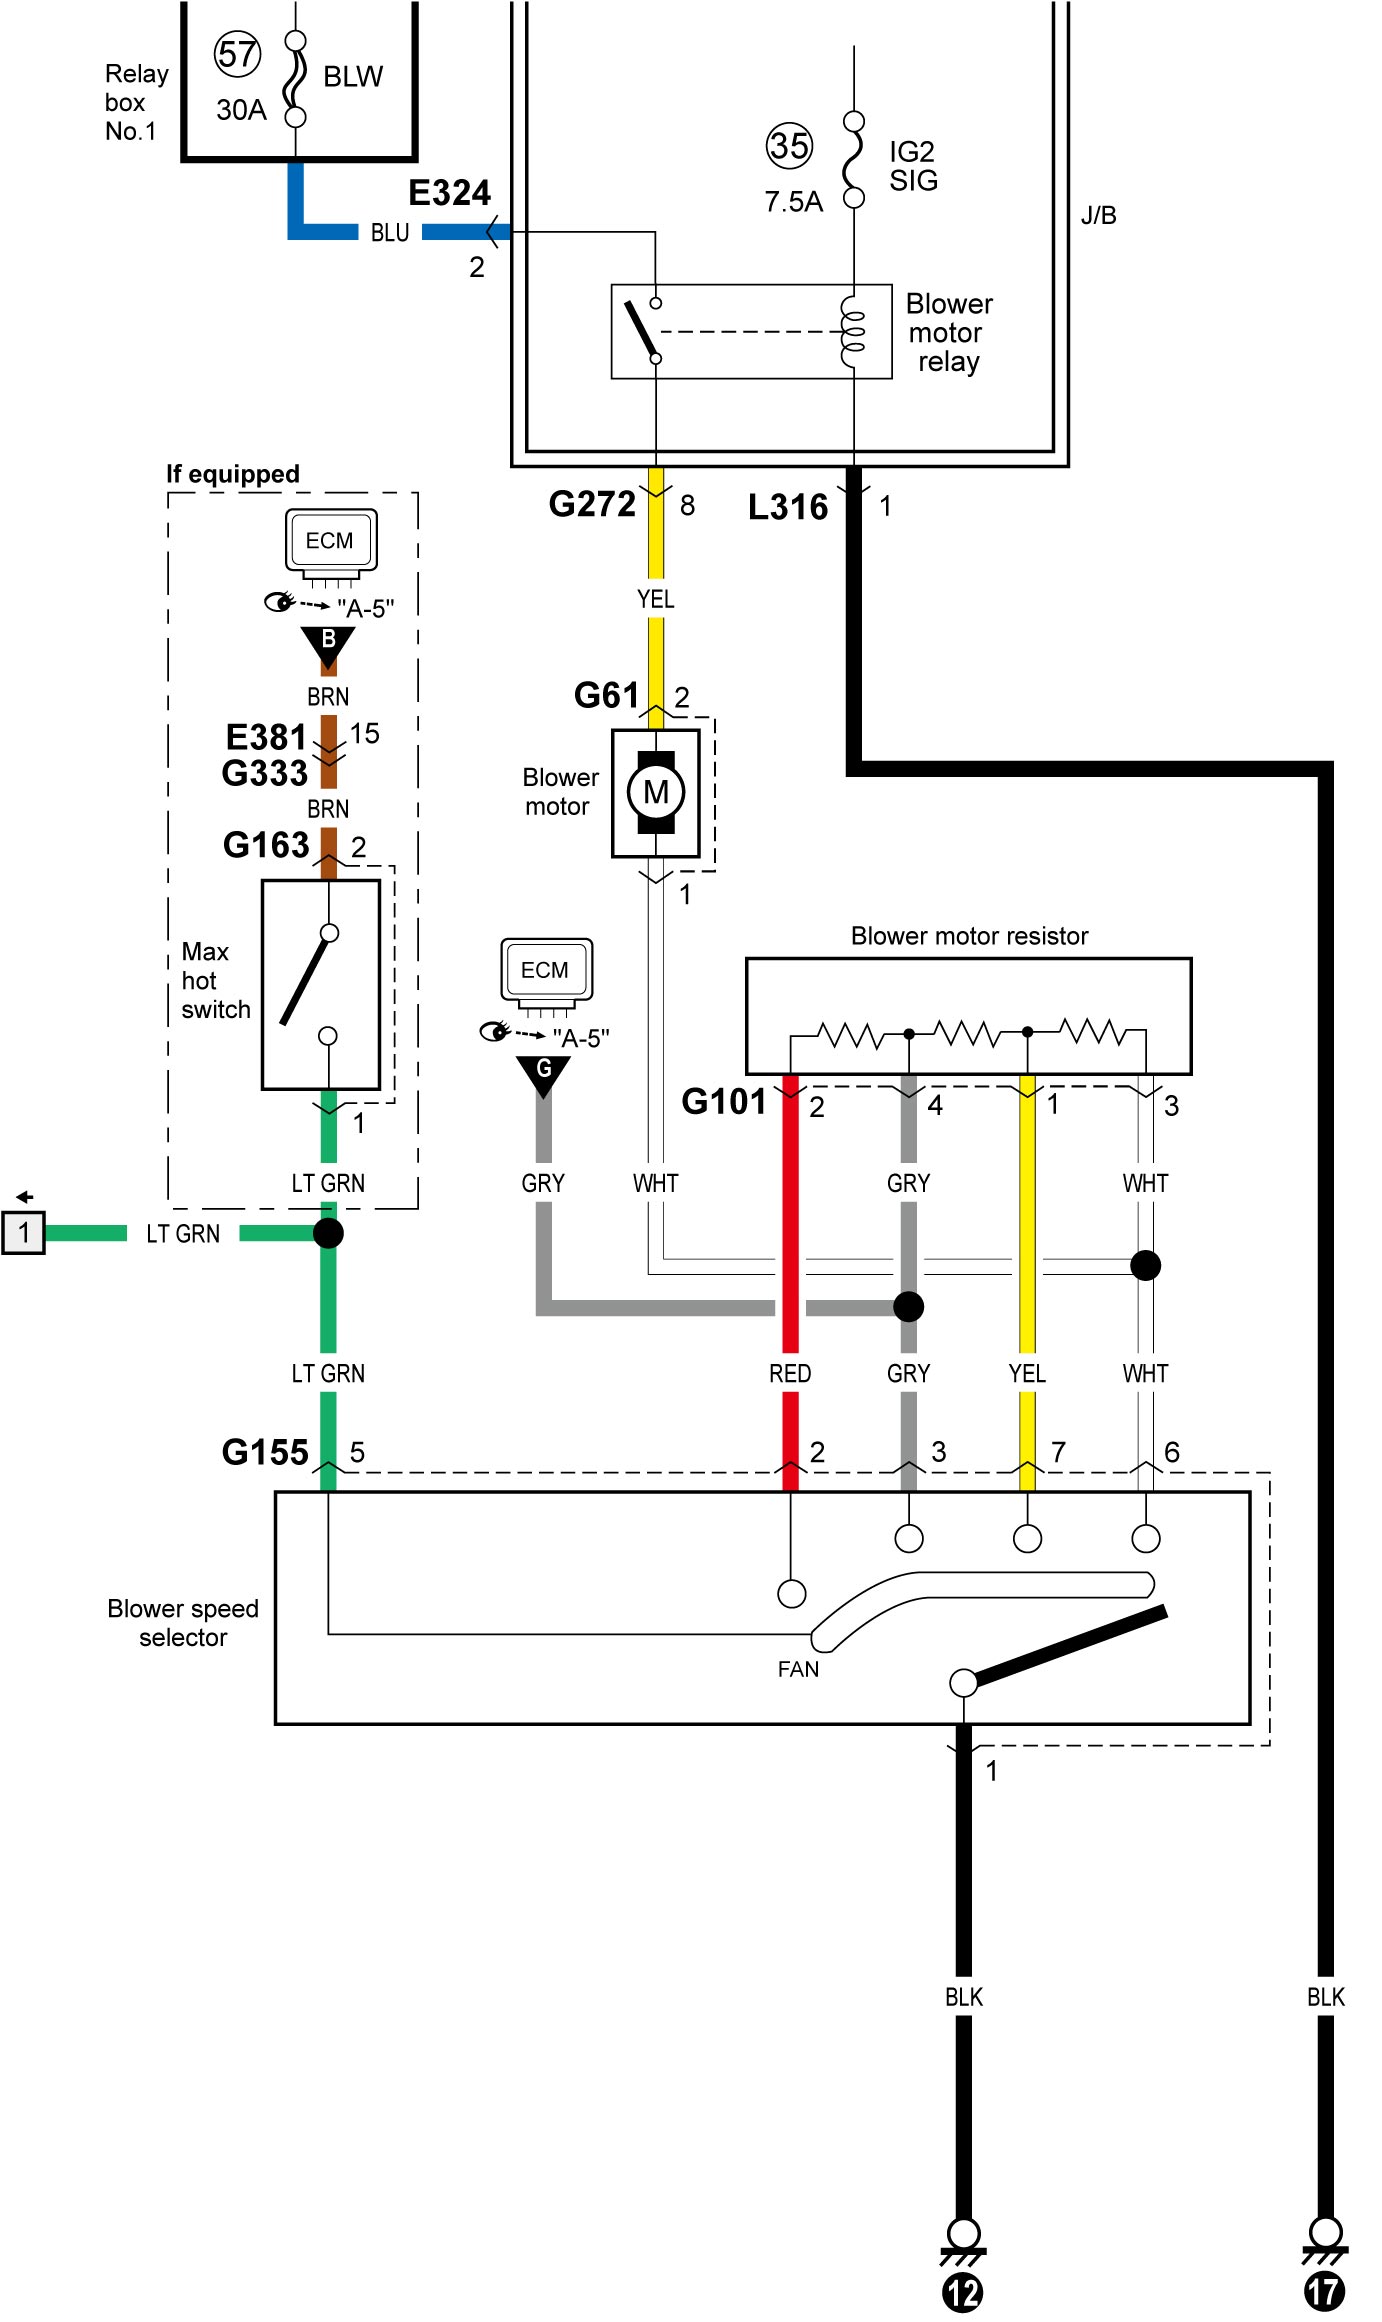 57
30A
BLW
Relay
box
No.1
35
7.5A
IG2
SIG
J/B
E324
BLU
2
Blower
motor
relay
If equipped
ECM
"A-5"
B
BRN
E381
15
G333
BRN
G163
2
Max
hot
switch
1
LT GRN
1
LT GRN
LT GRN
G272
8
L316
1
YEL
G61
2
Blower
motor
M
1
ECM
"A-5"
G
GRY
WHT
Blower motor resistor
G101
2
4
1
3
GRY
WHT
RED
GRY
YEL
WHT
G155
5
2
3
7
6
Blower speed
selector
FAN
1
BLK
BLK
12
17